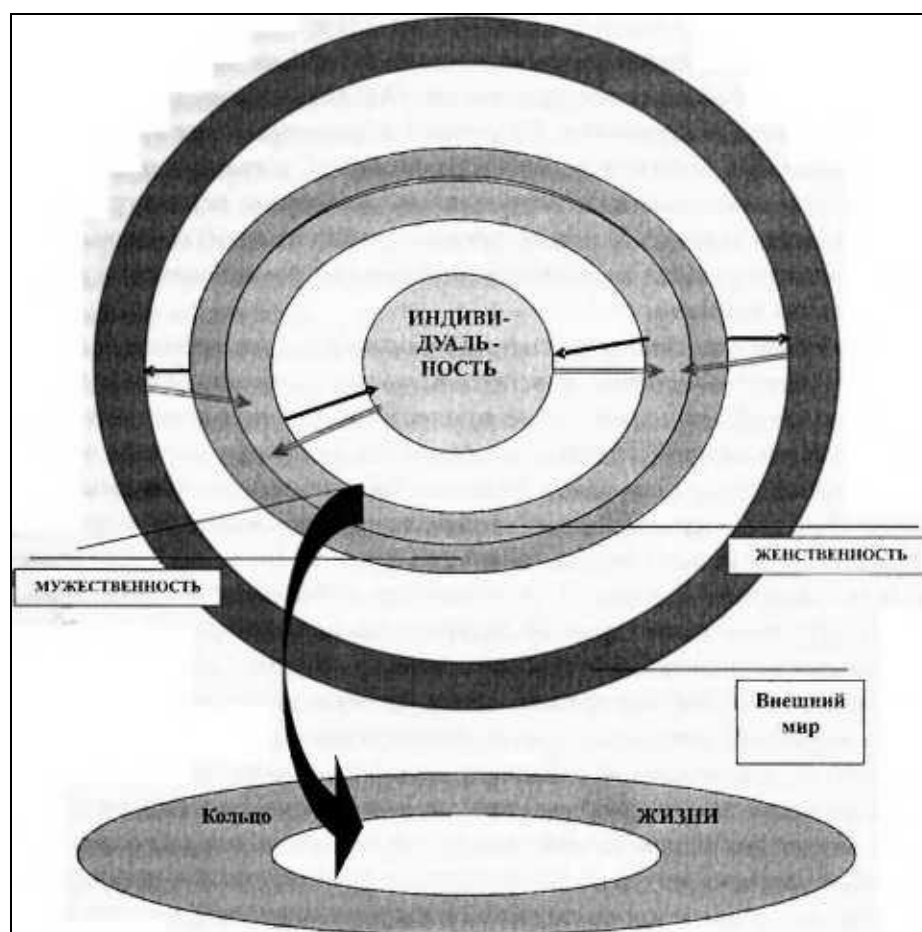 ИНДИВИ-
ДУАЛЬ -
НОСТЬ
ЖЕНСТВЕННОСТЬ
МУЖЕСТВЕННОСТЬ
Внешний
мир
Кольцо ЖИЗНИ